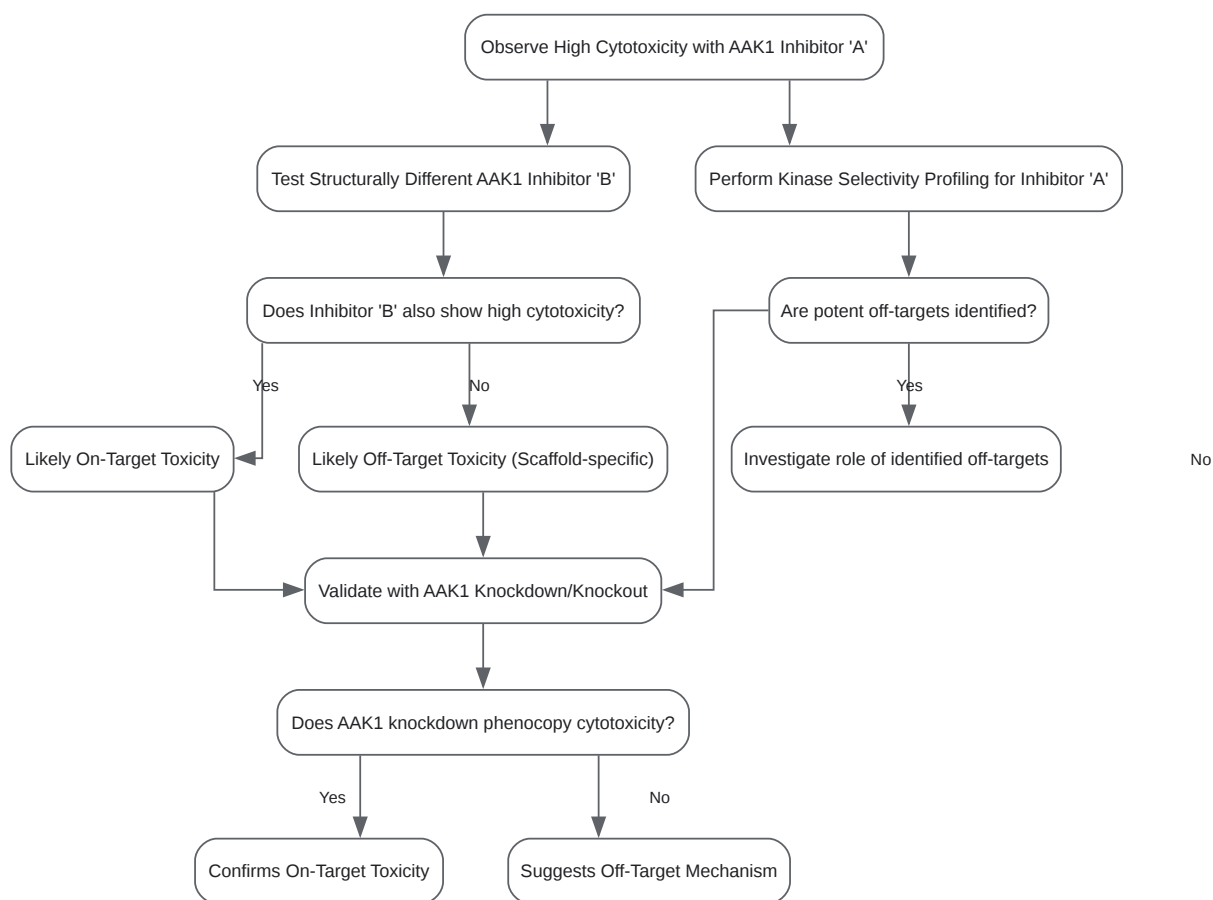 Observe High Cytotoxicity with AAK1 Inhibitor 'A'
Test Structurally Different AAK1 Inhibitor 'B'
Perform Kinase Selectivity Profiling for Inhibitor 'A'
Does Inhibitor 'B' also show high cytotoxicity?
Are potent off-targets identified?
Yes
No
Yes
Likely On-Target Toxicity
Likely Off-Target Toxicity (Scaffold-specific)
Investigate role of identified off-targets
No
Validate with AAK1 Knockdown/Knockout
Does AAK1 knockdown phenocopy cytotoxicity?
Yes
No
Confirms On-Target Toxicity
Suggests Off-Target Mechanism